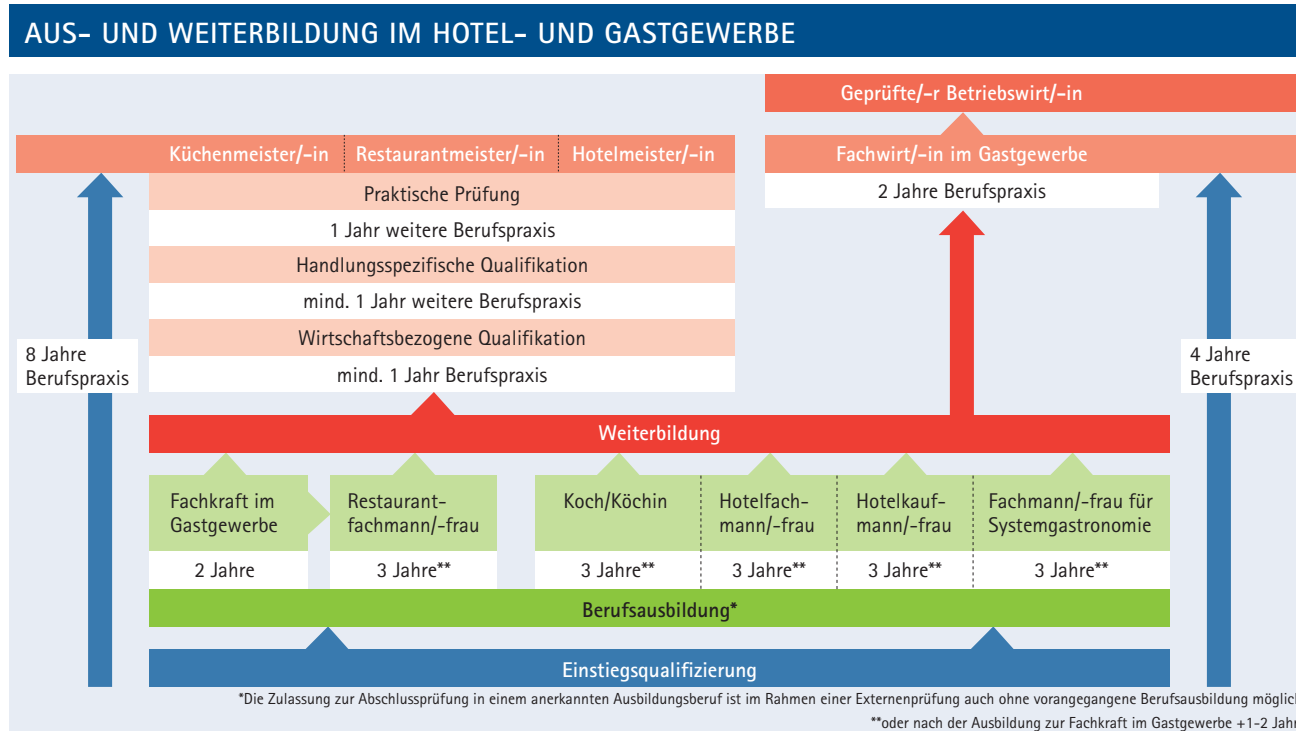 AUS- UND WEITERBILDUNG IM HOTEL- UND GASTGEWERBE
Geprüfte/-r Betriebswirt/-in
Küchenmeister/-in
Restaurantmeister/-in
Hotelmeister/-in
Fachwirt/-in im Gastgewerbe
Praktische Prüfung
2 Jahre Berufspraxis
1 Jahr weitere Berufspraxis
Handlungsspezifische Qualifikation
mind. 1 Jahr weitere Berufspraxis
Wirtschaftsbezogene Qualifikation
8 Jahre
Berufspraxis
mind. 1 Jahr Berufspraxis
4 Jahre
Berufspraxis
Weiterbildung
Fachkraft im
Gastgewerbe
Restaurant-
fachmann/-frau
Koch/Köchin
Hotelfach-
mann/-frau
Hotelkauf-
mann/-frau
Fachmann/-frau für
Systemgastronomie
2 Jahre
3 Jahre**
3 Jahre**
3 Jahre**
3 Jahre**
3 Jahre**
Berufsausbildung*
Einstiegsqualifizierung
*Die Zulassung zur Abschlussprüfung in einem anerkannten Ausbildungsberuf ist im Rahmen einer Externenprüfung auch ohne vorangegangene Berufsausbildung möglic
**oder nach der Ausbildung zur Fachkraft im Gastgewerbe +1-2 Jahr